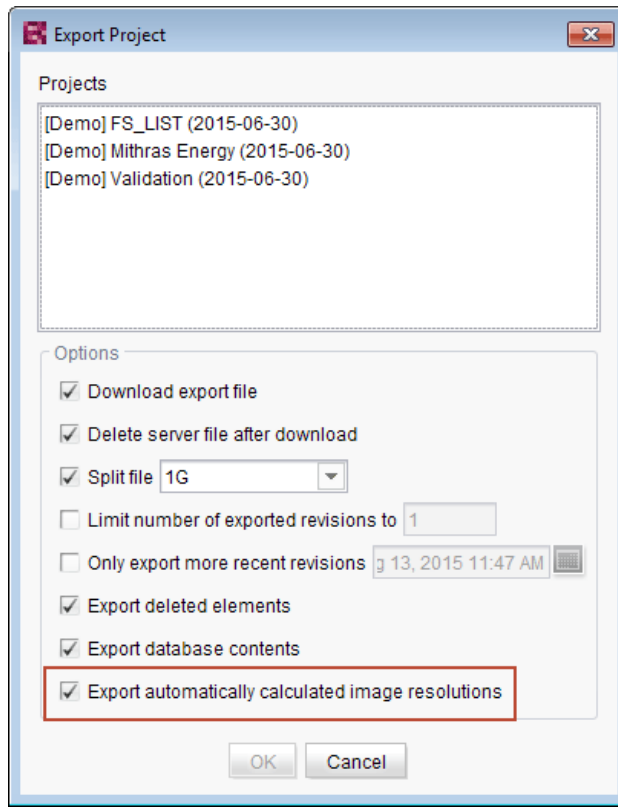 Export Project
Projects
[Demo] FS_LIST (2015-06-30)
[Demo] Mithras Energy (2015-06-30)
[Demo] Validation (2015-06-30)
Options
Download export file
Delete server file after download
Split file 1G
Limit number of exported revisions to 1
Only export more recent revisions g 13, 2015 11:47 AM
Export deleted elements
Export database contents
Export automatically calculated image resolutions
OK Cancel